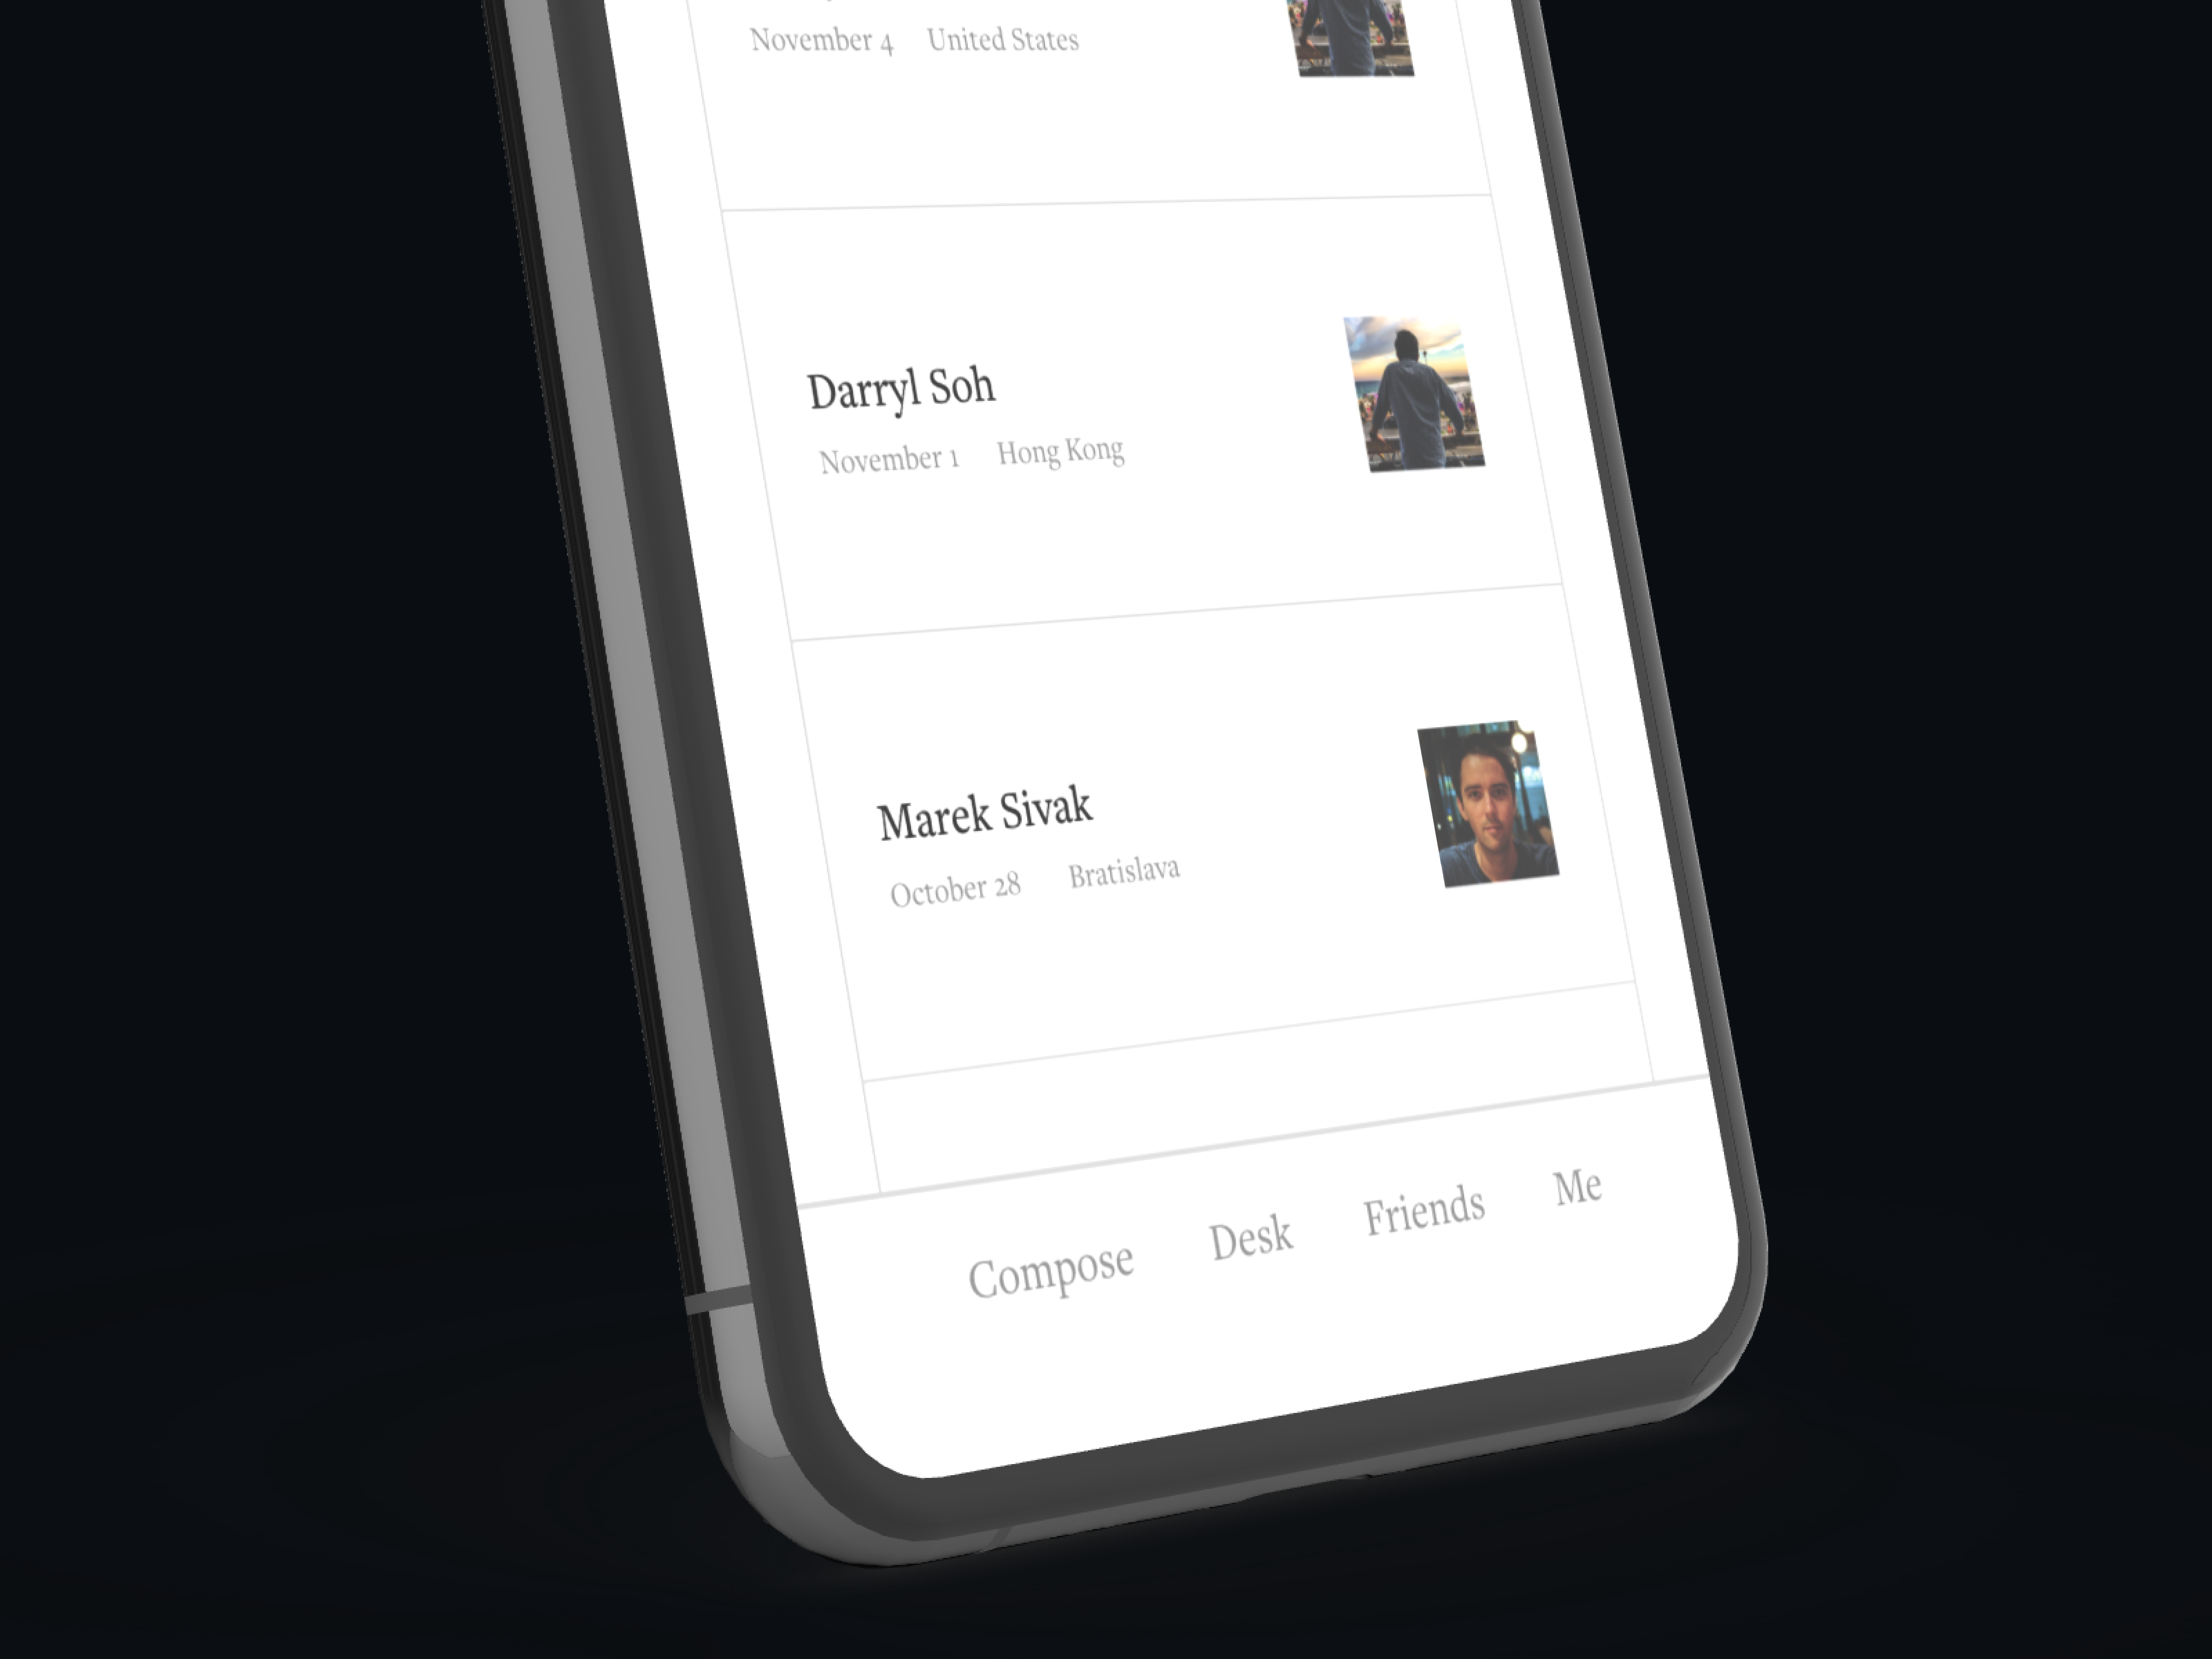 November 4 United States
Darryl Soh
November 1 Hong Kong
Marek Sivak
October 28 Bratislava
Compose Desk Friends Me